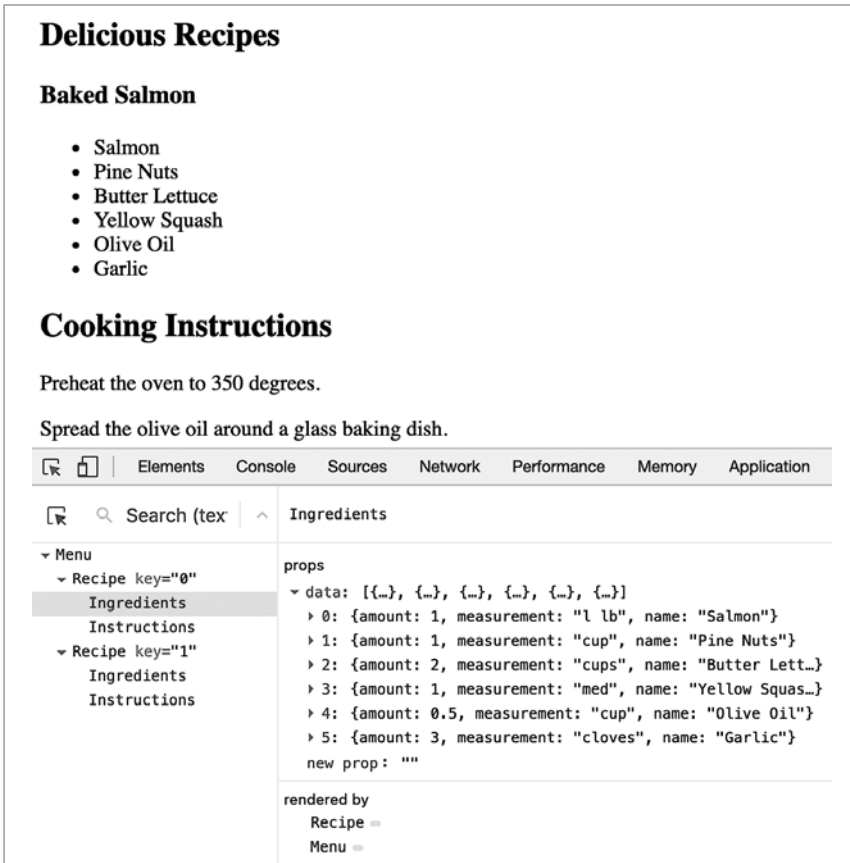 Delicious Recipes
Baked Salmon
• Salmon
• Pine Nuts
• Butter Lettuce
• Yellow Squash
• Olive Oil
• Garlic
Cooking Instructions
Preheat the oven to 350 degrees.
Spread the olive oil around a glass baking dish.
Elements Console Sources Network Performance Memory Application
Search (tex
Ingredients
Menu
Recipe key="0"
Ingredients
Instructions
Recipe key="1"
Ingredients
Instructions
props
data: [{…}, {…}, {…}, {…}, {…}, {…}]
0: {amount: 1, measurement: "l lb", name: "Salmon"}
1: {amount: 1, measurement: "cup", name: "Pine Nuts"}
2: {amount: 2, measurement: "cups", name: "Butter Lett…}
3: {amount: 1, measurement: "med", name: "Yellow Squas…}
4: {amount: 0.5, measurement: "cup", name: "Olive Oil"}
5: {amount: 3, measurement: "cloves", name: "Garlic"}
new prop: ""
rendered by
Recipe
Menu